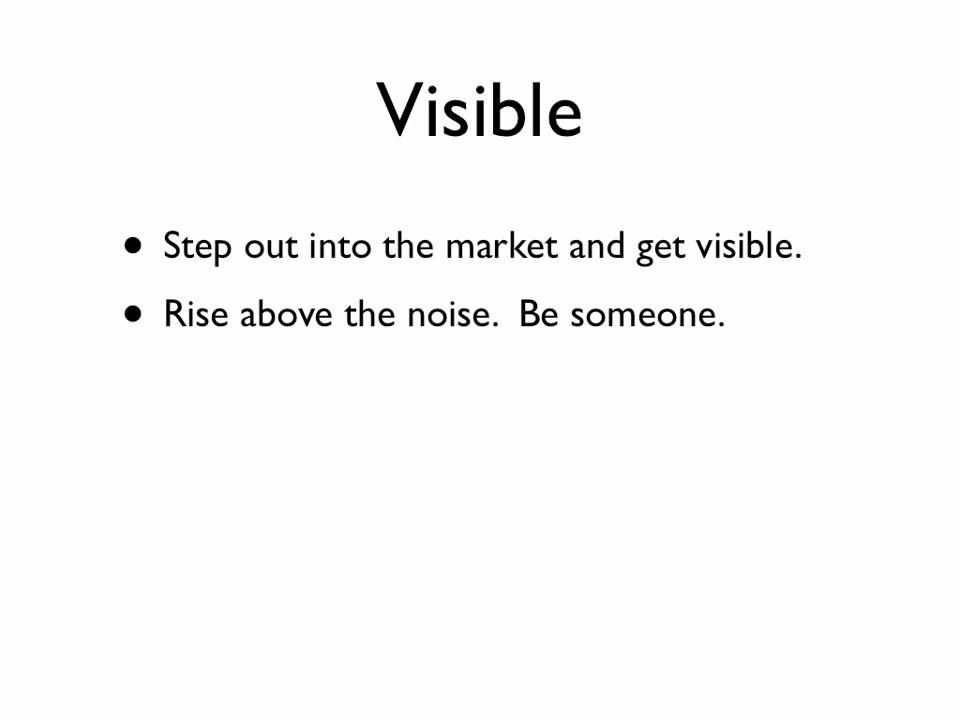 Visible
• Step out into the market and get visible.
• Rise above the noise.  Be someone.